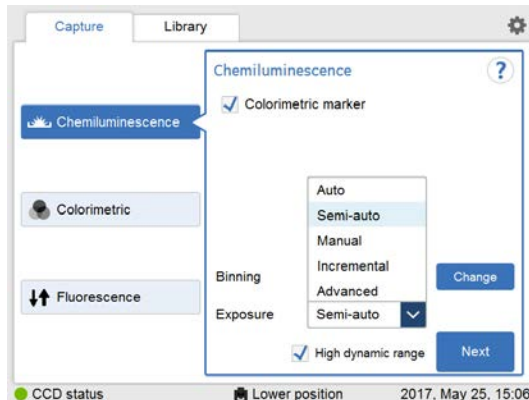 Capture
Library
Chemiluminescence
Colorimetric
Fluorescence
Chemiluminescence
?
Colorimetric marker
Auto
Semi-auto
Manual
Incremental
Advanced
Binning
Change
Exposure
Semi-auto
High dynamic range
Next
CCD status
Lower position
2017, May 25, 15:06